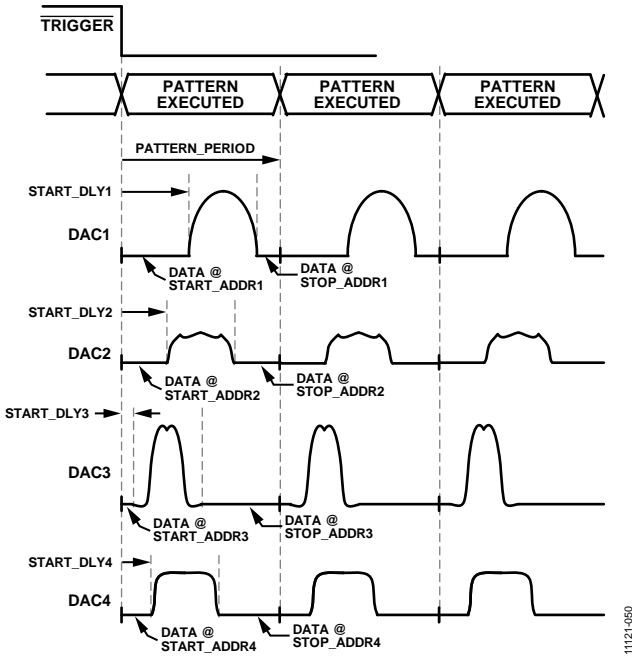 TRIGGER
PATTERN
EXECUTED
PATTERN
EXECUTED
PATTERN
EXECUTED
PATTERN_PERIOD
START_DLY1
DAC1
DATA @
START_ADDR1
DATA @
STOP_ADDR1
START_DLY2
DAC2
DATA @
START_ADDR2
DATA @
STOP_ADDR2
START_DLY3
DAC3
DATA @
START_ADDR3
DATA @
STOP_ADDR3
START_DLY4
DAC4
DATA @
START_ADDR4
DATA @
STOP_ADDR4
11121-050